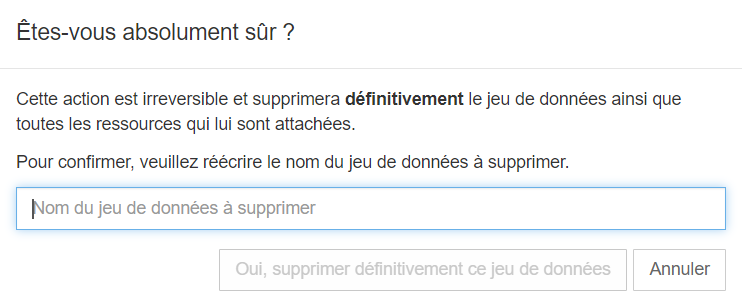 Êtes-vous absolument sûr ?
Cette action est irreversible et supprimera définitivement le jeu de données ainsi que
toutes les ressources qui lui sont attachées.
Pour confirmer, veuillez réécrire le nom du jeu de données à supprimer.
Nom du jeu de données à supprimer
Oui, supprimer définitivement ce jeu de données Annuler